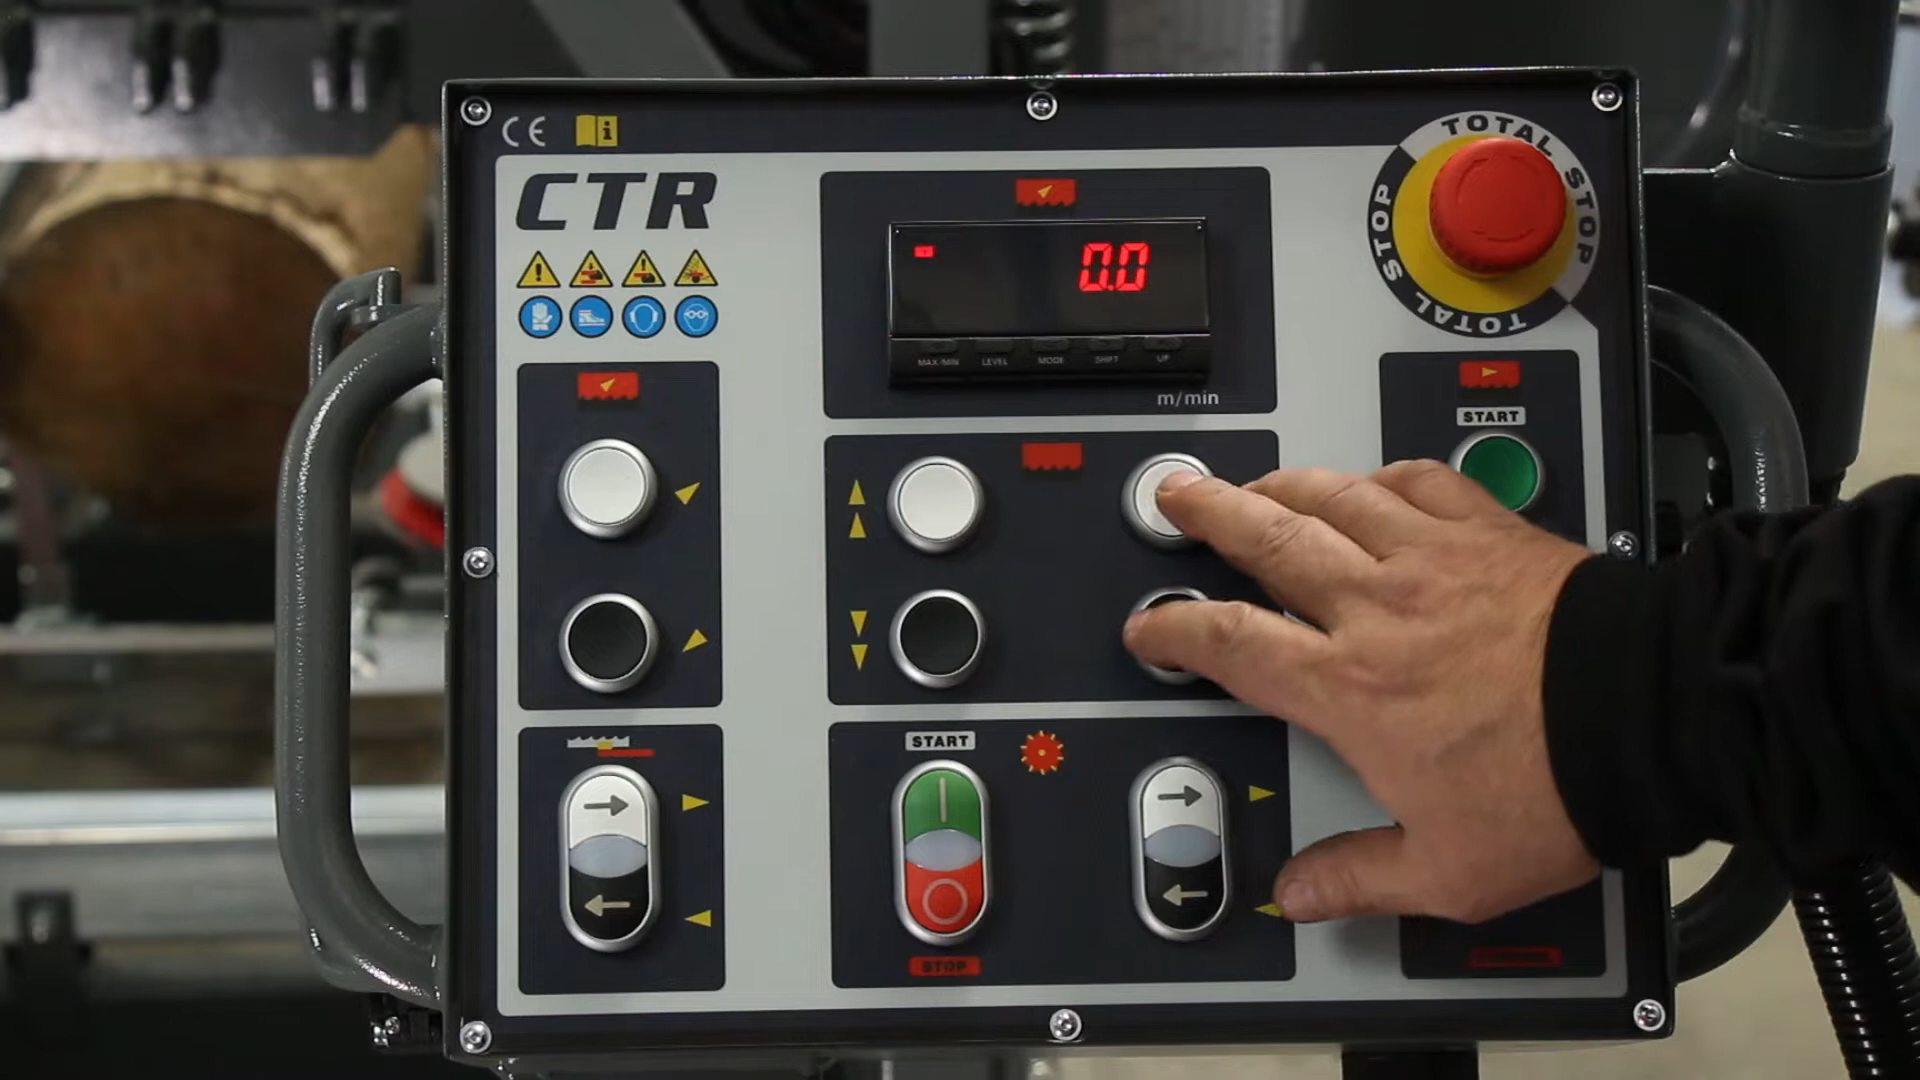 CE
i
CTR
0.0
MAX/MIN LEVEL MODE SHIFT UP
m/min
TOTAL STOP
TOTAL STOP
START
START
STOP